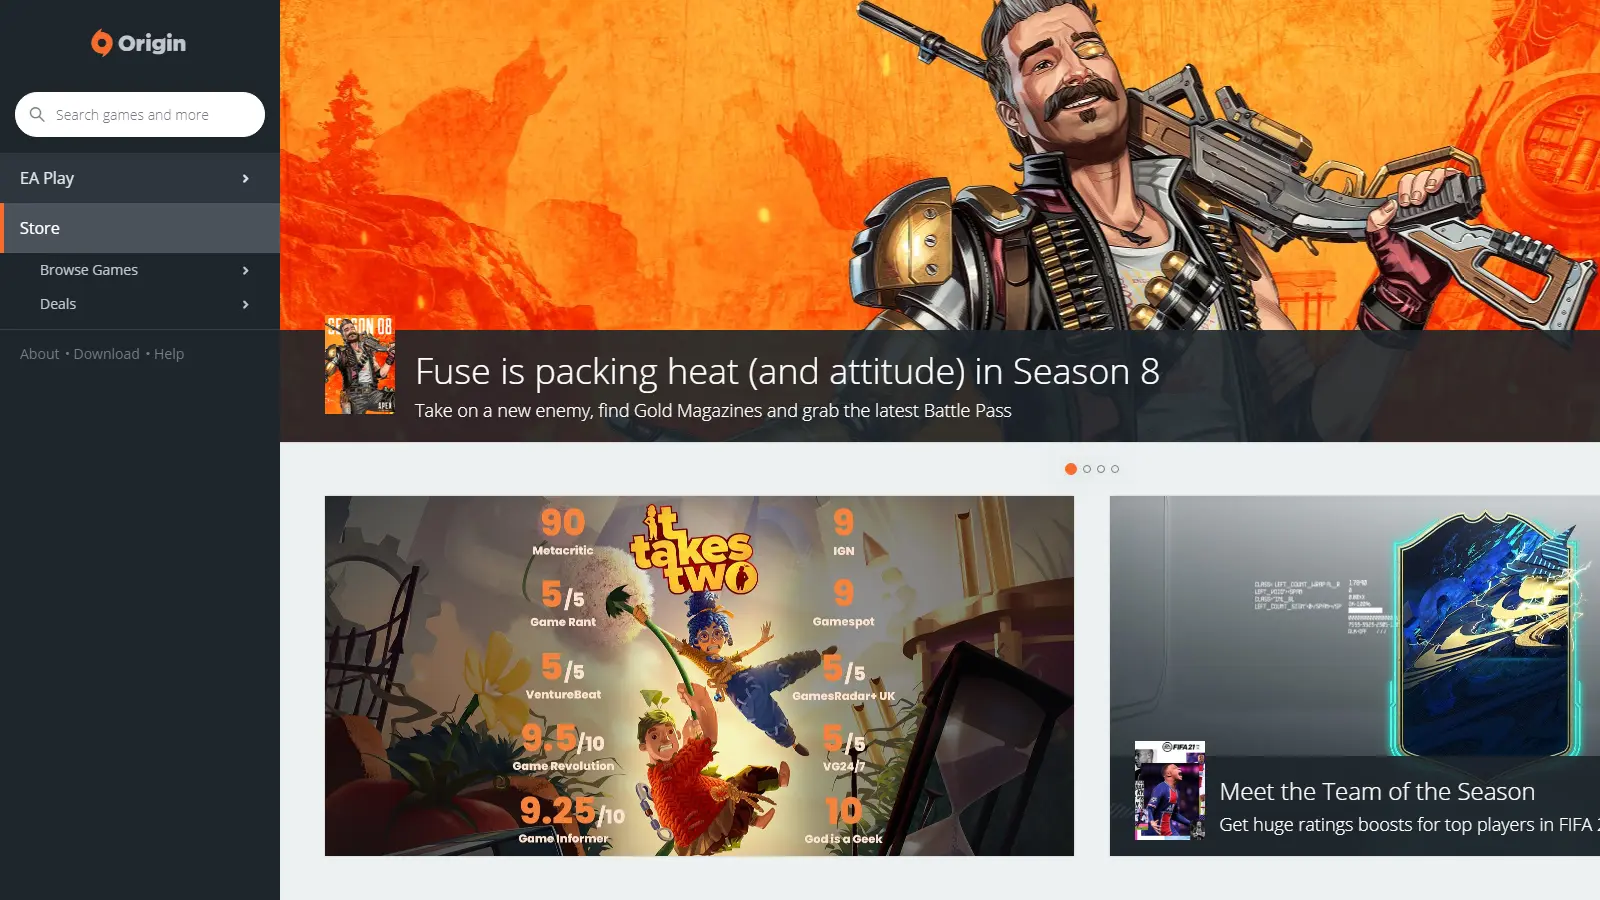 Origin
Search games and more
EA Play
Store
Browse Games
Deals
About • Download • Help
SEASON 08
APEX
Fuse is packing heat (and attitude) in Season 8
Take on a new enemy, find Gold Magazines and grab the latest Battle Pass
it
takes
two
90
Metacritic
5/5
Game Rant
5/5
VentureBeat
9.5/10
Game Revolution
9.25/10
Game Informer
9
IGN
9
Gamespot
5/5
GamesRadar+ UK
5/5
VG24/7
10
God is a Geek
FIFA 21
Meet the Team of the Season
Get huge ratings boosts for top players in FIFA